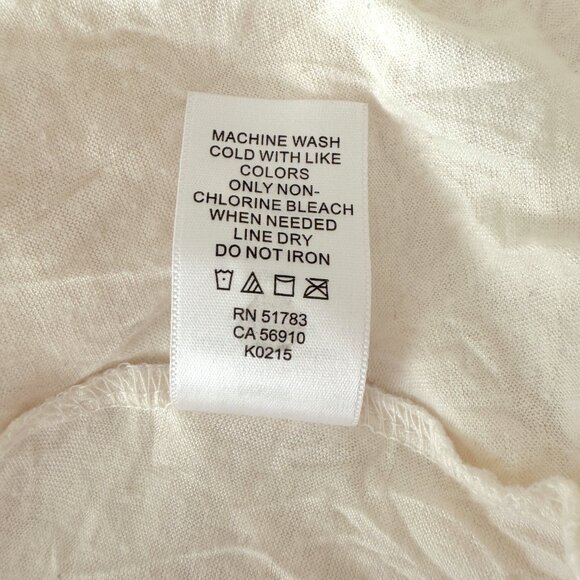 MACHINE WASH
COLD WITH LIKE
COLORS
ONLY NON-
CHLORINE BLEACH
WHEN NEEDED
LINE DRY
DO NOT IRON
RN 51783
CA 56910
K0215